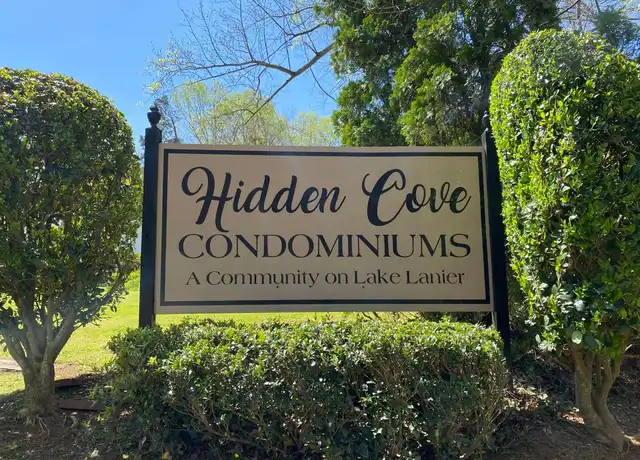 Hidden Cove
CONDOMINIUMS
A Community on Lake Lanier